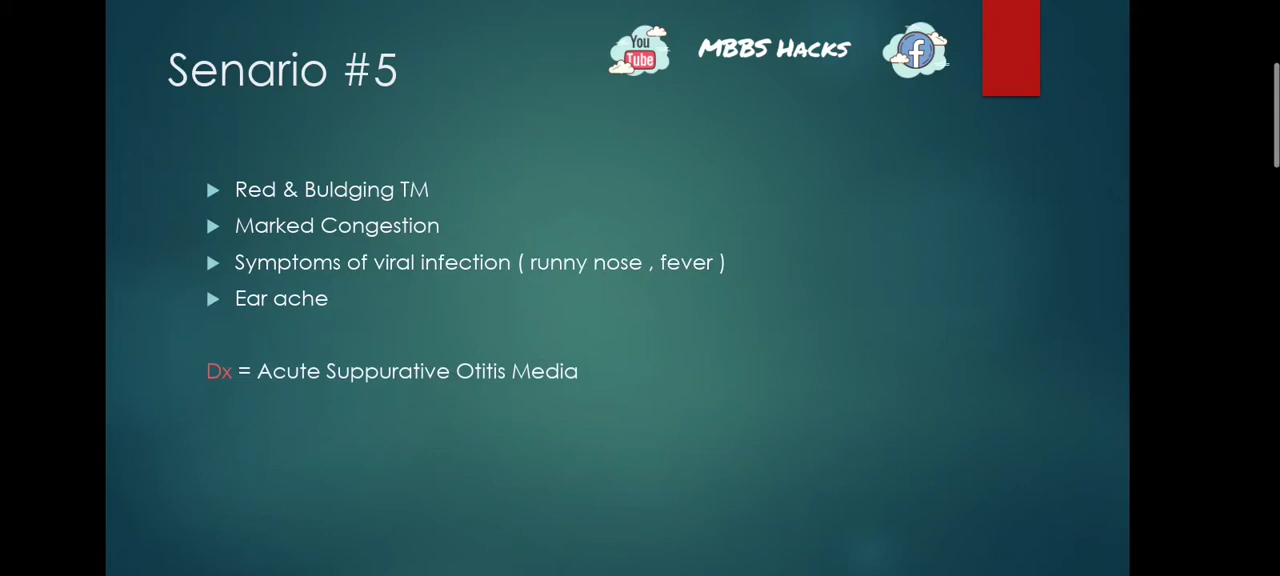 Senario #5
You
Tube
MBBS Hacks
f
Red & Buldging TM
Marked Congestion
Symptoms of viral infection ( runny nose , fever )
Ear ache
Dx = Acute Suppurative Otitis Media